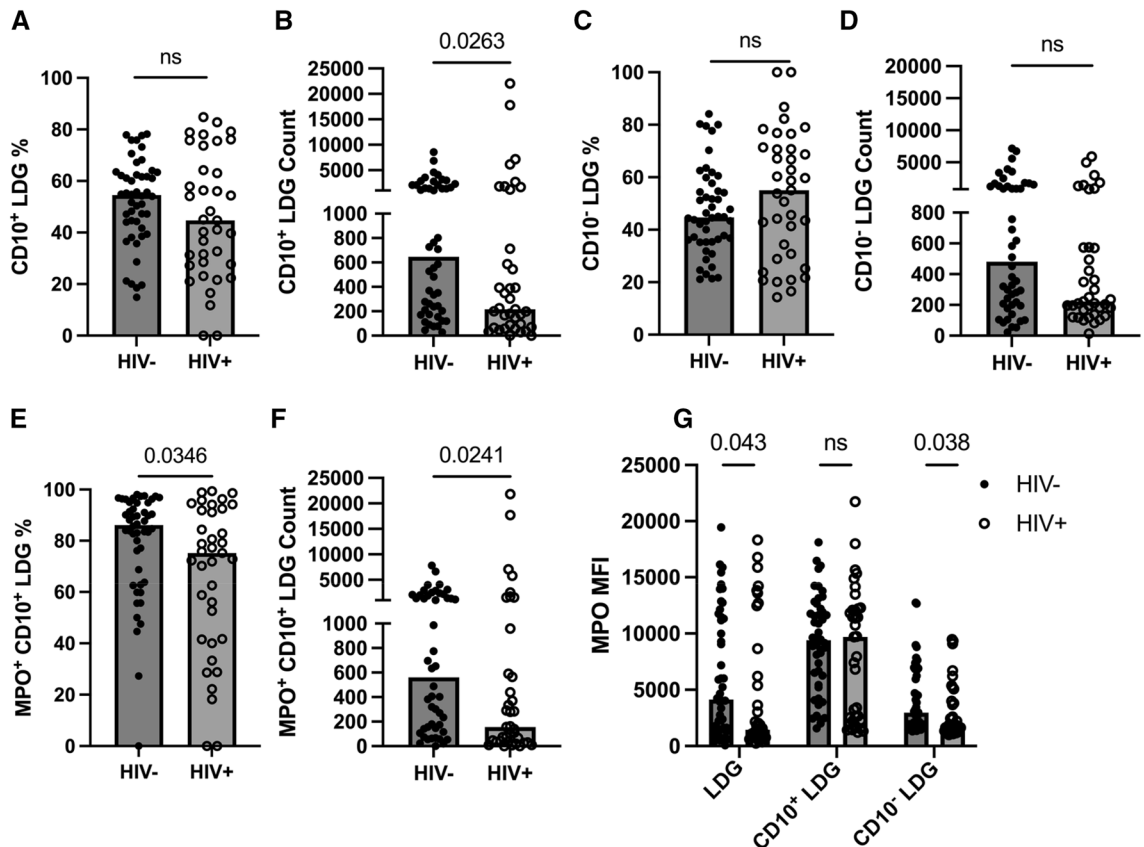 A
ns
CD10+ LDG %
100
80
60
40
20
0
HIV-
HIV+
B
0.0263
CD10+ LDG Count
25000
20000
15000
10000
5000
1000
800
600
400
200
0
HIV-
HIV+
C
ns
CD10- LDG %
100
80
60
40
20
0
HIV-
HIV+
D
ns
CD10- LDG Count
20000
15000
10000
5000
800
600
400
200
0
HIV-
HIV+
E
0.0346
MPO+ CD10+ LDG %
100
80
60
40
20
0
HIV-
HIV+
F
0.0241
MPO+ CD10+ LDG Count
25000
20000
15000
10000
5000
1000
800
600
400
200
0
HIV-
HIV+
G
0.043
ns
0.038
MPO MFI
25000
20000
15000
10000
5000
0
LDG
CD10+ LDG
CD10- LDG
HIV-
HIV+